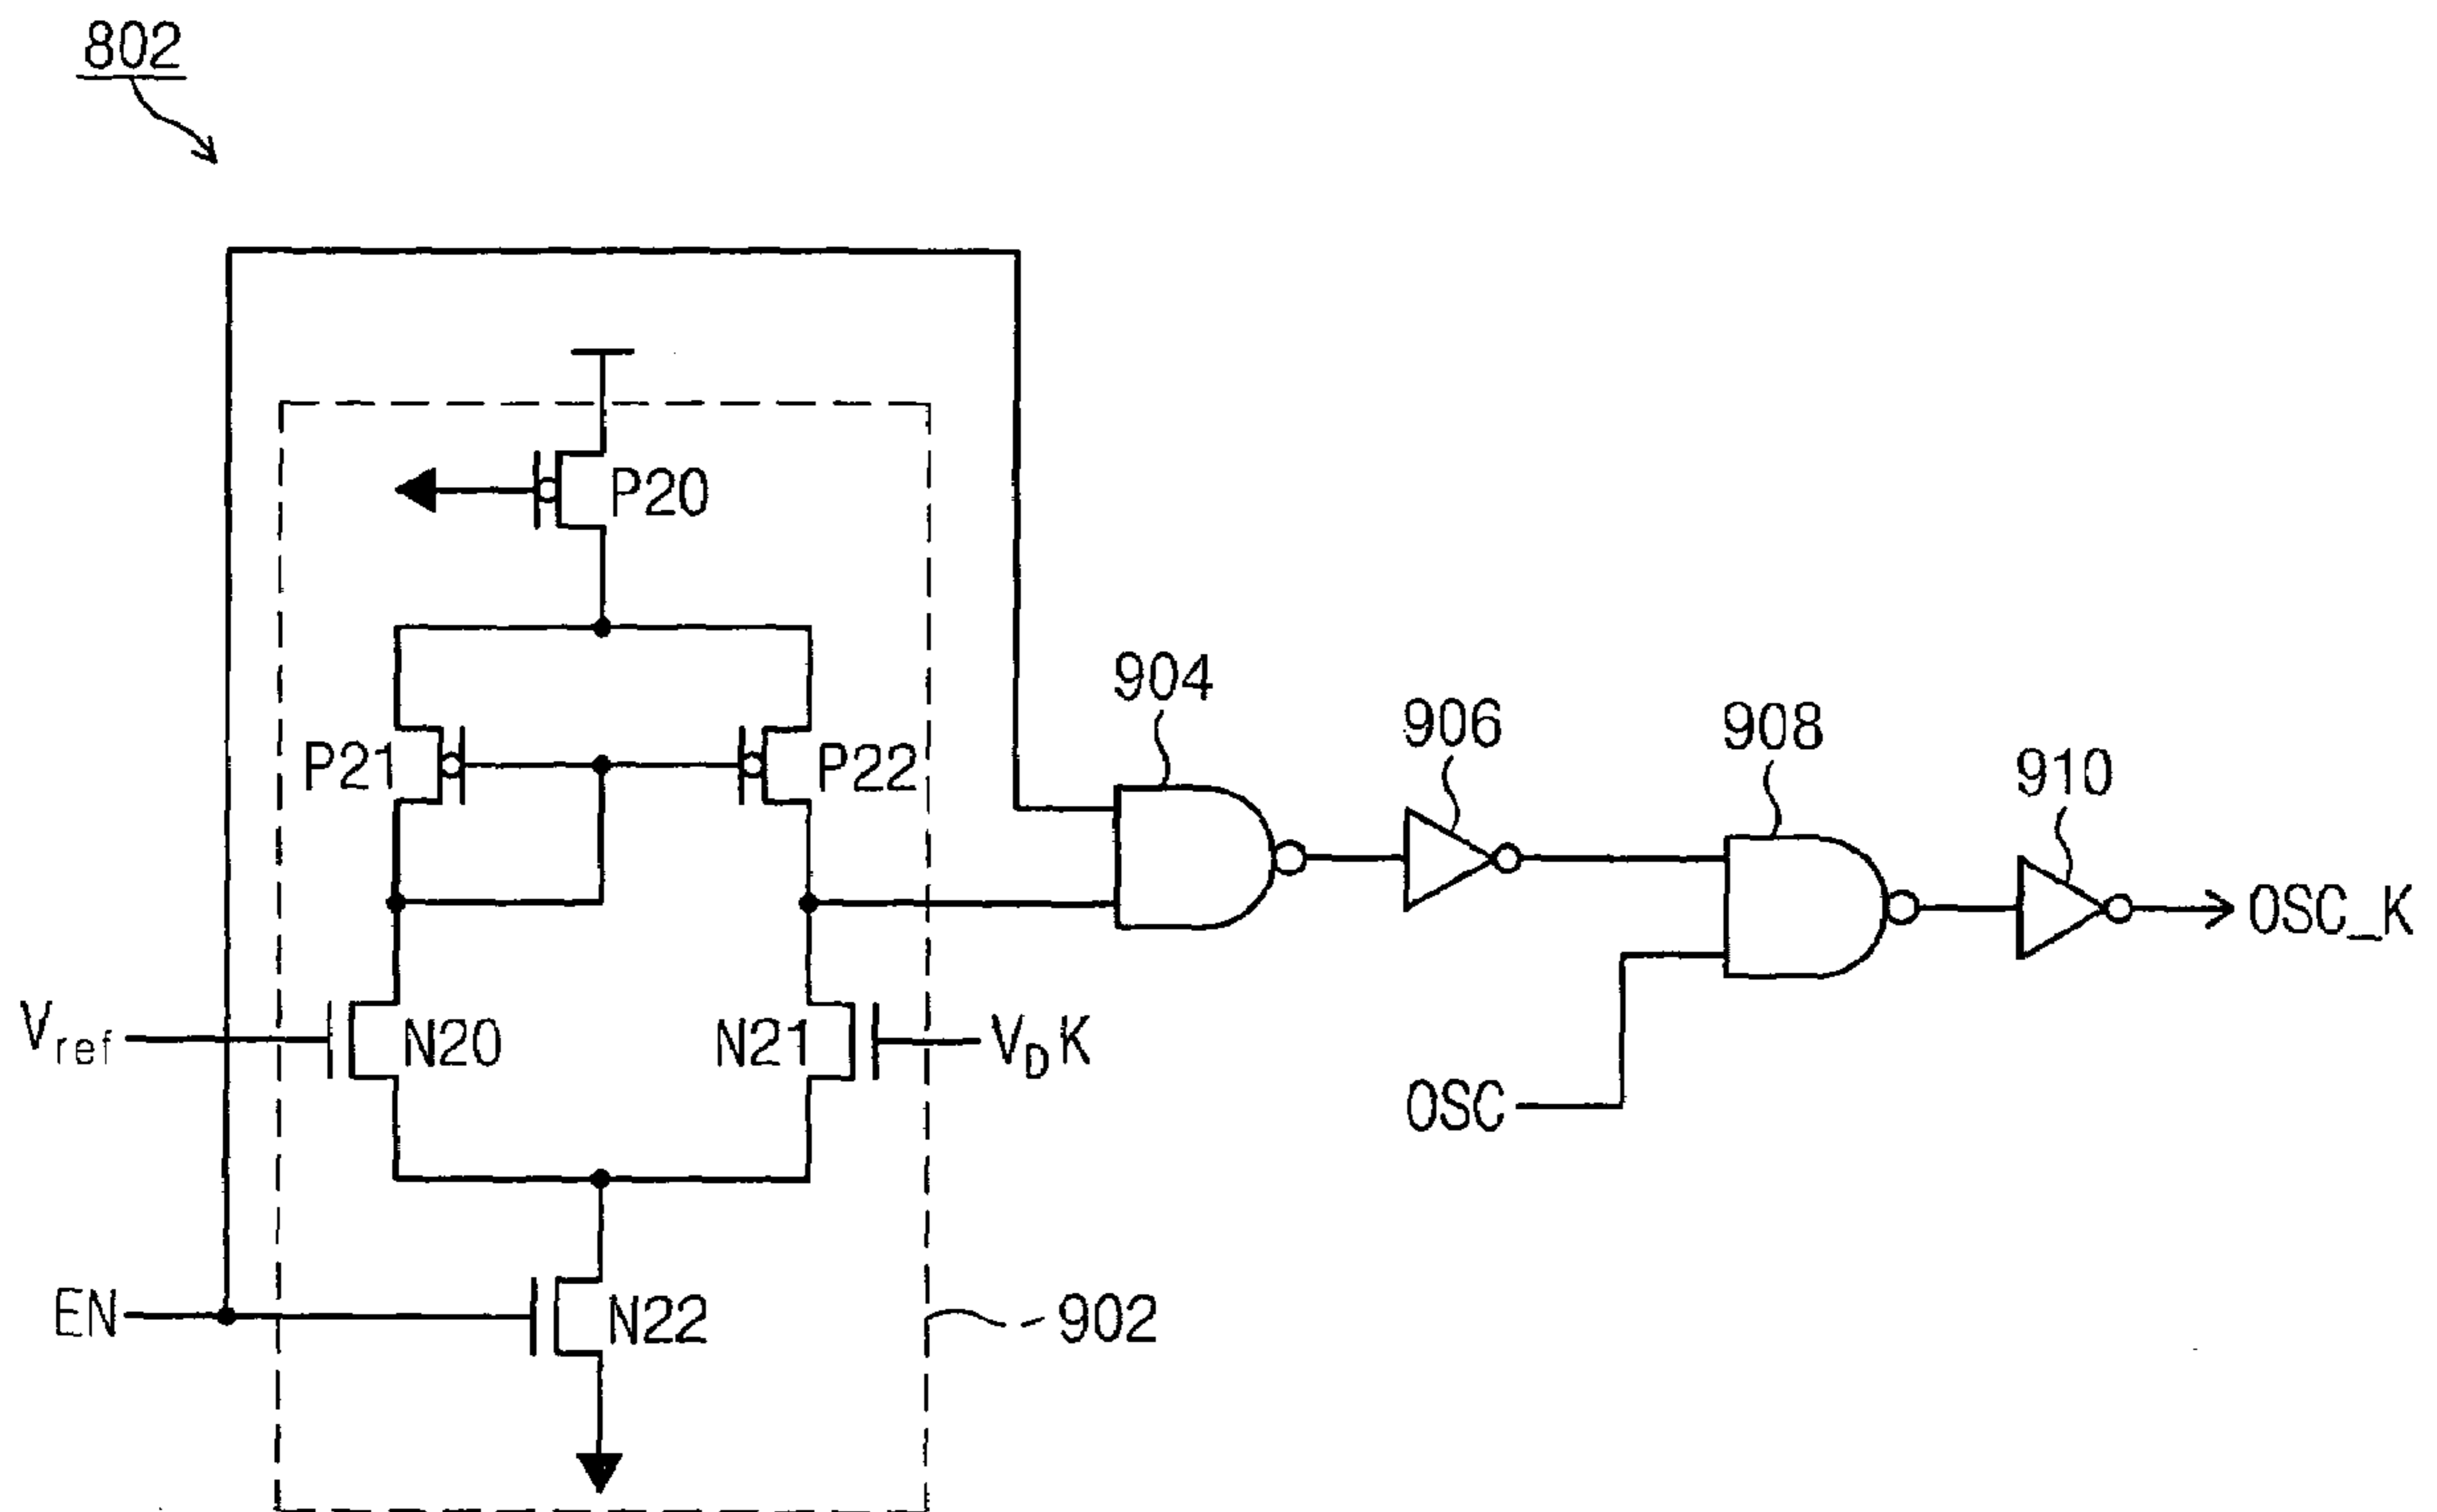 802
P20
904
906
908
P21
P22
910
OSC_K
Vref
N20
N21
VDK
OSC
EN
N22
902